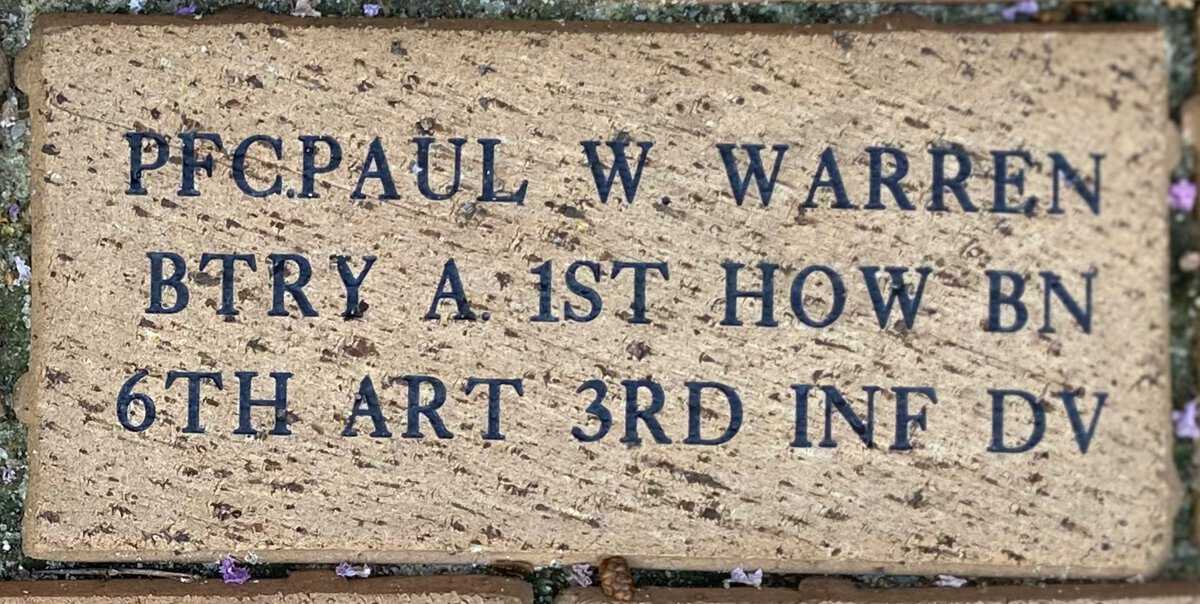 PFC.PAUL W. WARREN
BTRY A. 1ST HOW BN
6TH ART 3RD INF DV